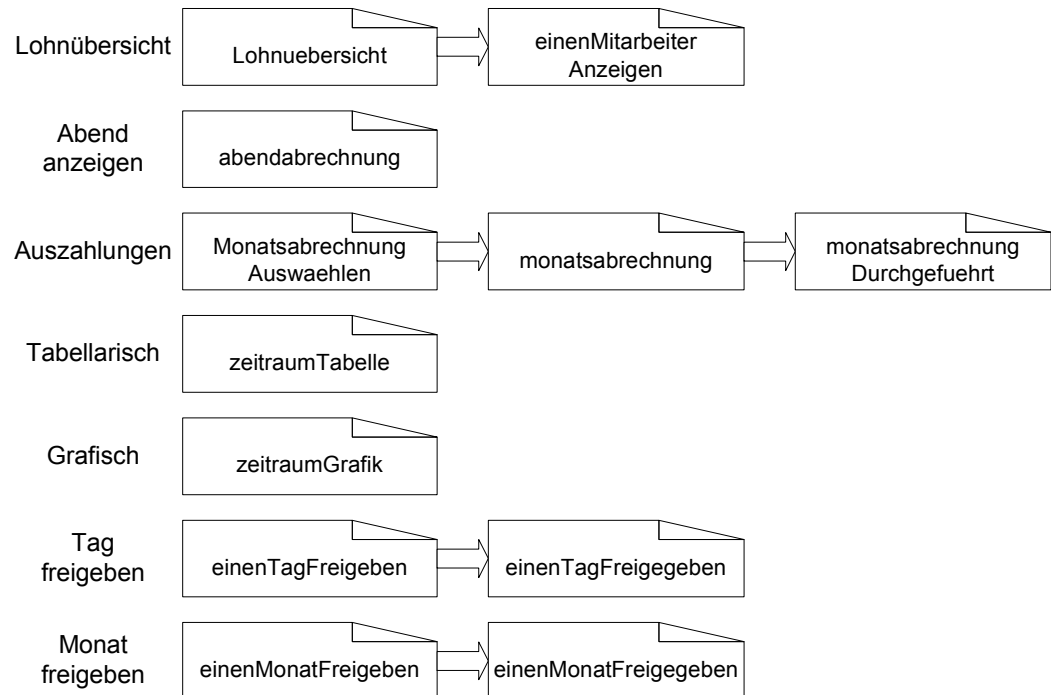 Lohnübersicht
Lohnuebersicht
einenMitarbeiter
Anzeigen
Abend
anzeigen
abendabrechnung
Auszahlungen
Monatsabrechnung
Auswaehlen
monatsabrechnung
monatsabrechnung
Durchgefuehrt
Tabellarisch
zeitraumTabelle
Grafisch
zeitraumGrafik
Tag
freigeben
einenTagFreigeben
einenTagFreigegeben
Monat
freigeben
einenMonatFreigeben
einenMonatFreigegeben